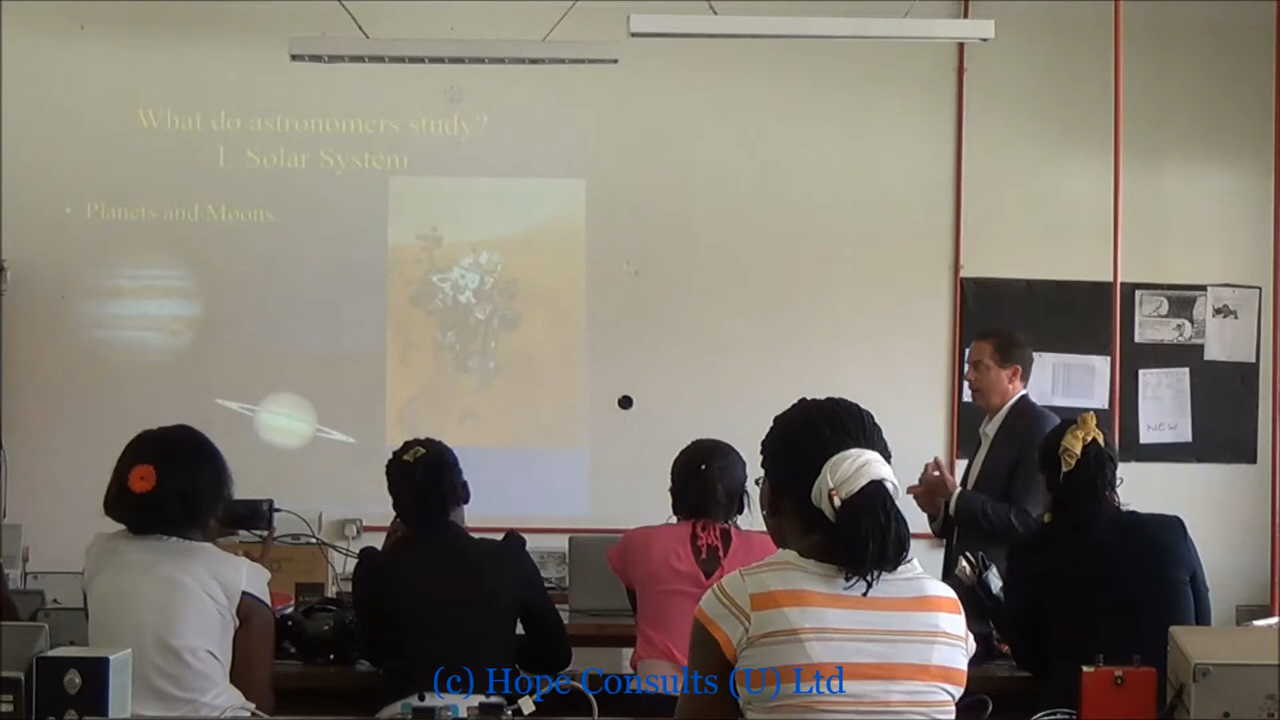 What do astronomers study?
1. Solar System
• Planets and Moons
NEW
(c) Hope Consults (U) Ltd